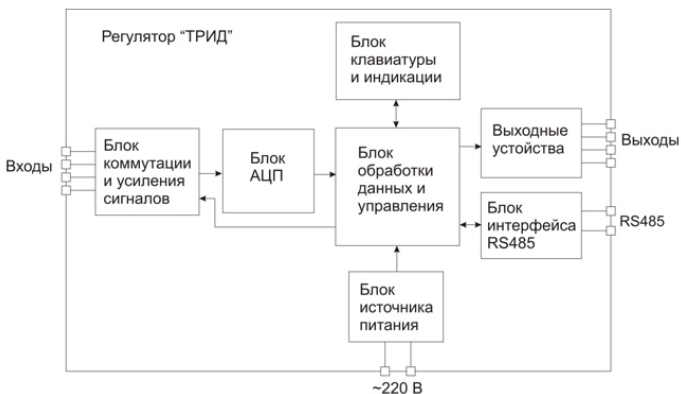 Регулятор “ТРИД”
Блок
клавиатуры
и индикации
Входы
Блок
коммутации
и усиления
сигналов
Блок
АЦП
Блок
обработки
данных и
управления
Выходные
устройства
Выходы
Блок
интерфейса
RS485
RS485
Блок
источника
питания
~220 В